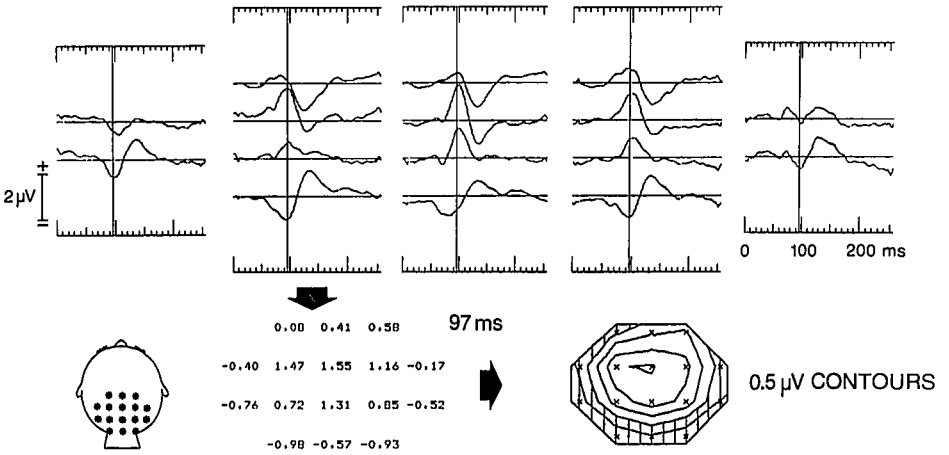 +
2 μV
=
0 100 200 ms
0.00 0.41 0.58
97 ms
-0.40 1.47 1.55 1.16 -0.17
-0.76 0.72 1.31 0.85 -0.52
0.5 μV CONTOURS
-0.98 -0.57 -0.93